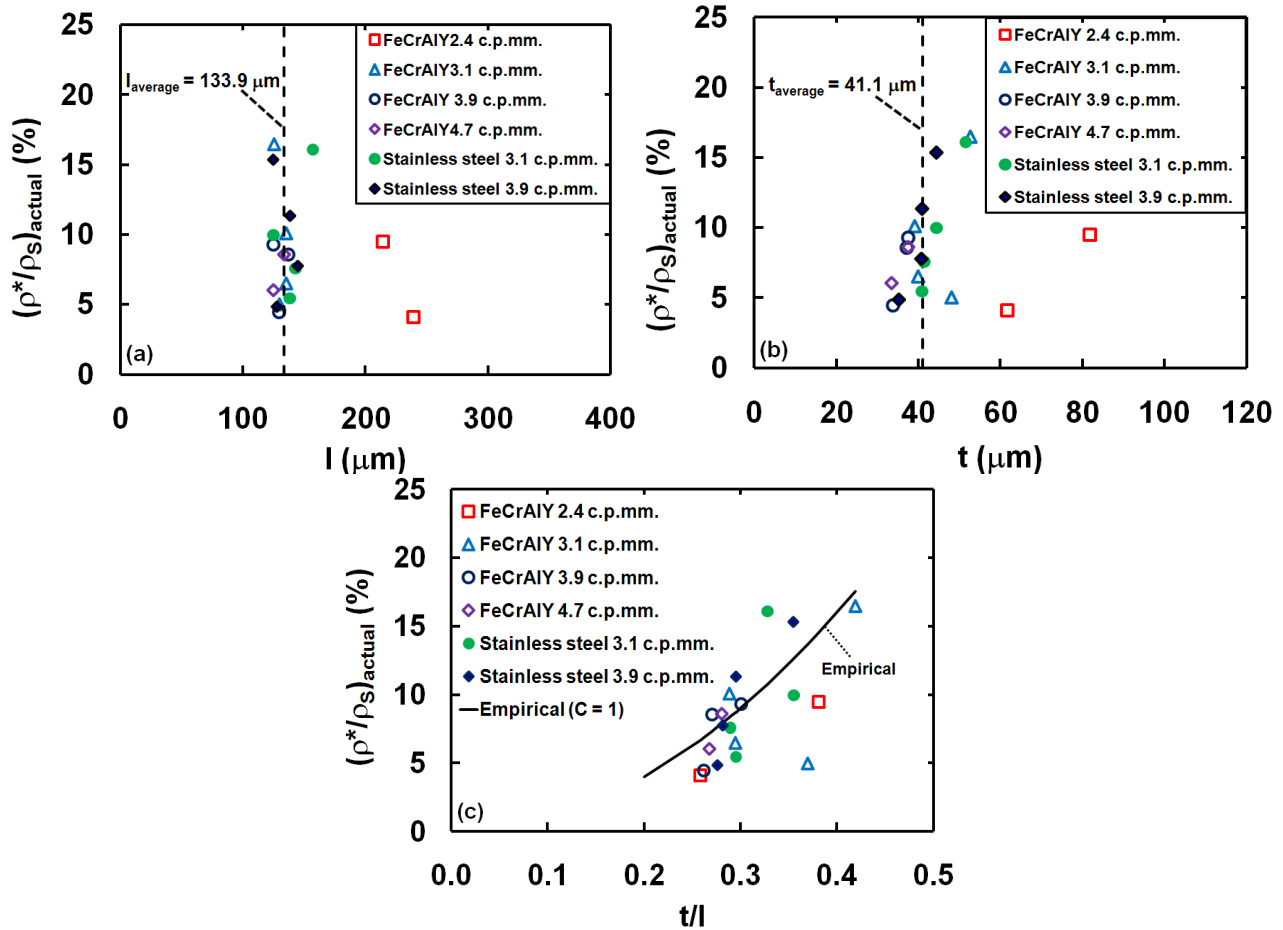 (ρ*/ρS)actual (%)
25
20
15
10
5
0
FeCrAlY2.4 c.p.mm.
FeCrAlY3.1 c.p.mm.
FeCrAlY 3.9 c.p.mm.
FeCrAlY4.7 c.p.mm.
Stainless steel 3.1 c.p.mm.
Stainless steel 3.9 c.p.mm.
laverage = 133.9 μm
(a)
0 100 200 300 400
l (μm)
(ρ*/ρS)actual (%)
25
20
15
10
5
0
FeCrAlY 2.4 c.p.mm.
FeCrAlY 3.1 c.p.mm.
FeCrAlY 3.9 c.p.mm.
FeCrAlY 4.7 c.p.mm.
Stainless steel 3.1 c.p.mm.
Stainless steel 3.9 c.p.mm.
taverage = 41.1 μm
(b)
0 20 40 60 80 100 120
t (μm)
(ρ*/ρS)actual (%)
25
20
15
10
5
0
FeCrAlY 2.4 c.p.mm.
FeCrAlY 3.1 c.p.mm.
FeCrAlY 3.9 c.p.mm.
FeCrAlY 4.7 c.p.mm.
Stainless steel 3.1 c.p.mm.
Stainless steel 3.9 c.p.mm.
Empirical (C = 1)
Empirical
(c)
0.0 0.1 0.2 0.3 0.4 0.5
t/l